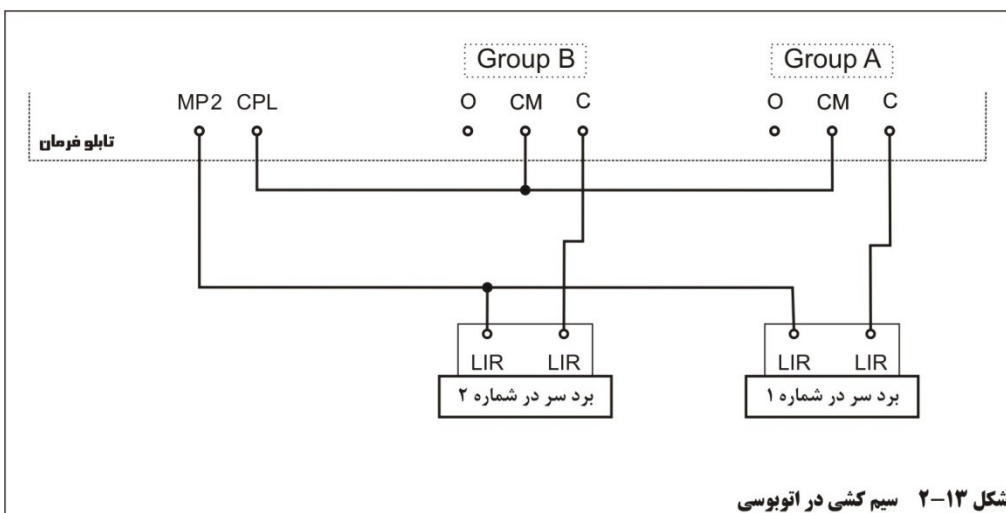 Group B Group A
MP2 CPL O CM C O CM C
تابلو فرمان
LIR LIR LIR LIR
برد سر در شماره ۲ برد سر در شماره ۱
شکل ۱۳-۲ سیم کشی در اتوبوسی